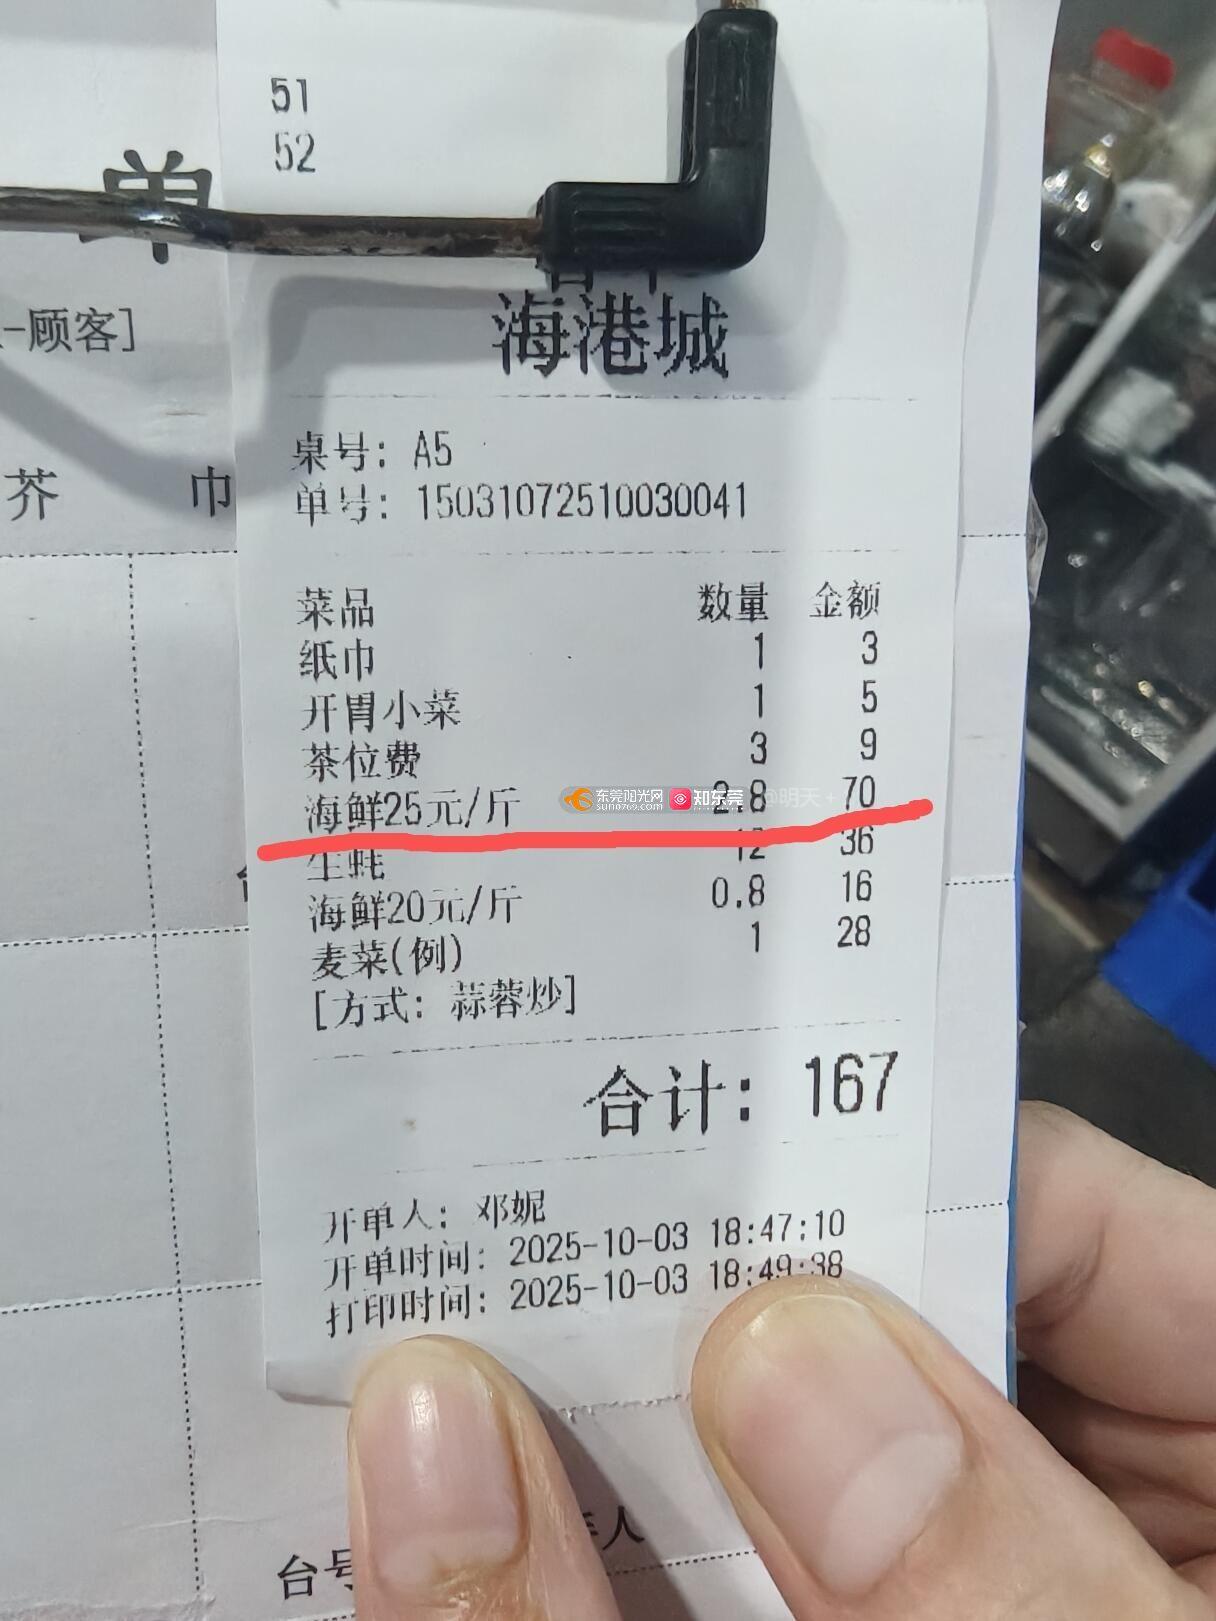 51
52
单
-顾客]
海港城
桌号: A5
单号: 15031072510030041
芥 巾
菜品 数量 金额
纸巾 1 3
开胃小菜 1 5
茶位费 3 9
海鲜25元/斤 2.8 70
东莞阳光网 sun0769.com 知东莞 @明天+
生蚝 12 36
海鲜20元/斤 0.8 16
麦菜(例) 1 28
[方式: 蒜蓉炒]
合计: 167
开单人: 邓妮
开单时间: 2025-10-03 18:47:10
打印时间: 2025-10-03 18:49:38
人
台号